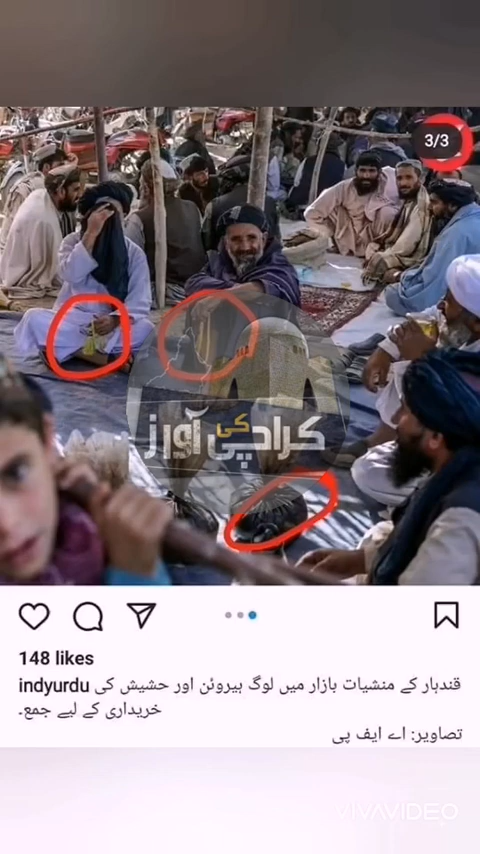 3/3
کراچی کی آواز
148 likes
indyurdu قندہار کے منشیات بازار میں لوگ ہیروئن اور حشیش کی
خریداری کے لیے جمع۔
تصاویر: اے ایف پی
VIVAVIDEO